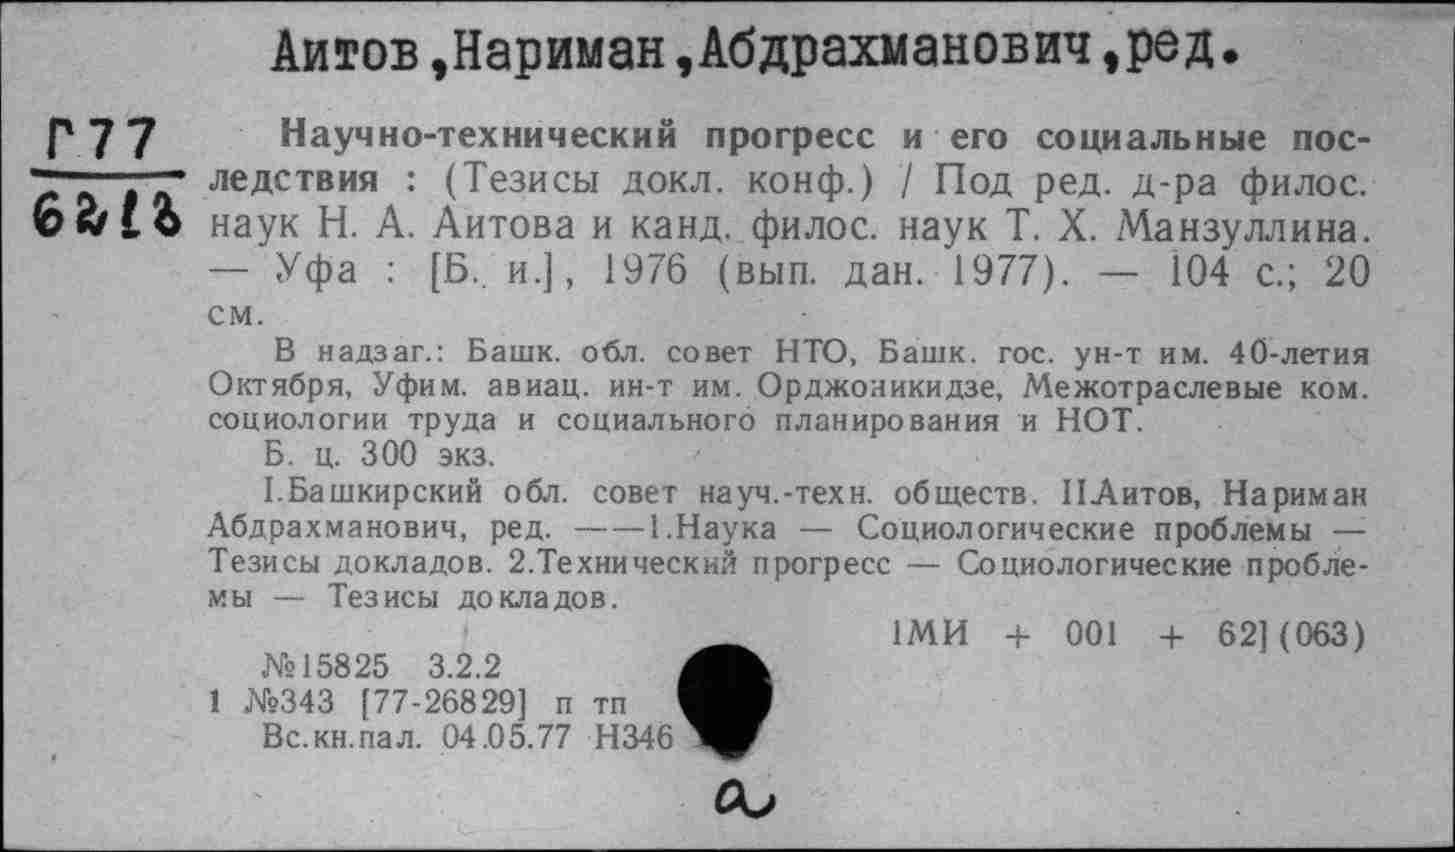 Аитов,Нариман,Абдрахманович,ред.
Г77
Научно-технический прогресс и его социальные пос-
ледствия : (Тезисы докл. конф.) / Под ред. д-ра филос.
наук Н. А. Аитова и канд. филос. наук Т. Х. Манзуллина.
— Уфа : [Б. и.], 1976 (вып. дан. 1977). — 104 с.; 20
см.
В надзаг.: Башк. обл. совет НТО, Башк. гос. ун-т им. 40-летия
Октября, Уфим. авиац. ин-т им. Орджоникидзе, Межотраслевые ком.
социологии труда и социального планирования и НОТ.
Б. ц. 300 экз.
I.Башкирский обл. совет науч.-техн. обществ. II.Аитов, Нариман
Абдрахманович, ред. — —1.Наука — Социологические проблемы —
Тезисы докладов. 2.Технический прогресс — Социологические пробле-
мы — Тезисы докладов.
1МИ + 001 + 62] (063)
№15825 3.2.2
1 №343 [77-26829] п тп
Вс.кн.пал. 04.05.77 Н346